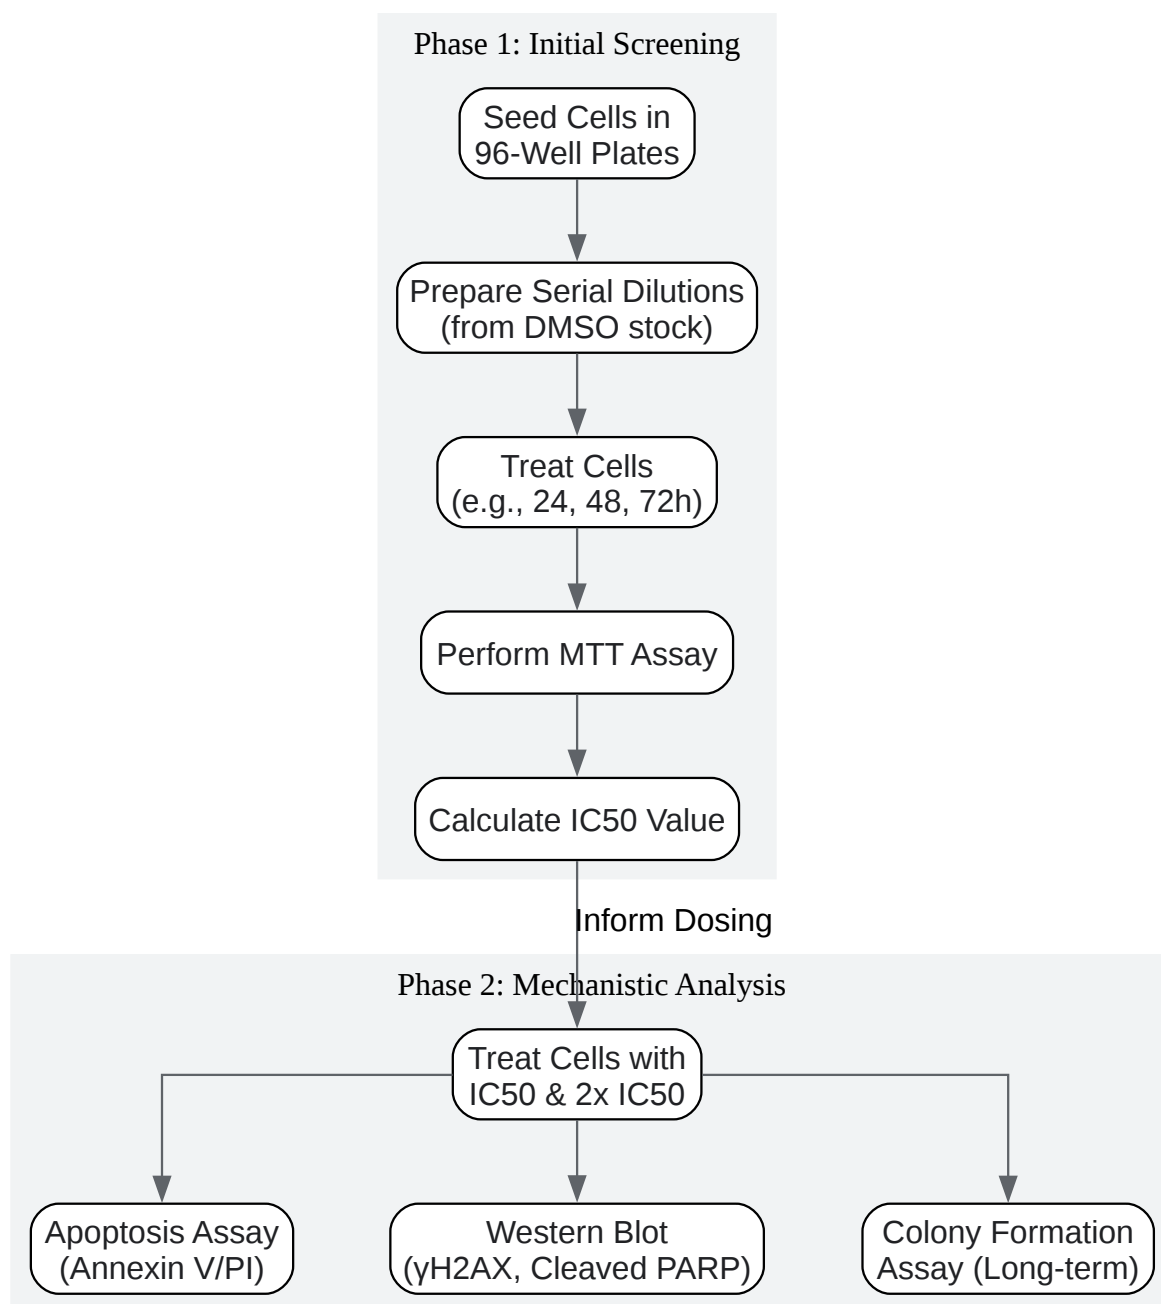 Phase 1: Initial Screening
Seed Cells in
96-Well Plates
Prepare Serial Dilutions
(from DMSO stock)
Treat Cells
(e.g., 24, 48, 72h)
Perform MTT Assay
Calculate IC50 Value
Inform Dosing
Phase 2: Mechanistic Analysis
Treat Cells with
IC50 & 2x IC50
Apoptosis Assay
(Annexin V/PI)
Western Blot
(γH2AX, Cleaved PARP)
Colony Formation
Assay (Long-term)